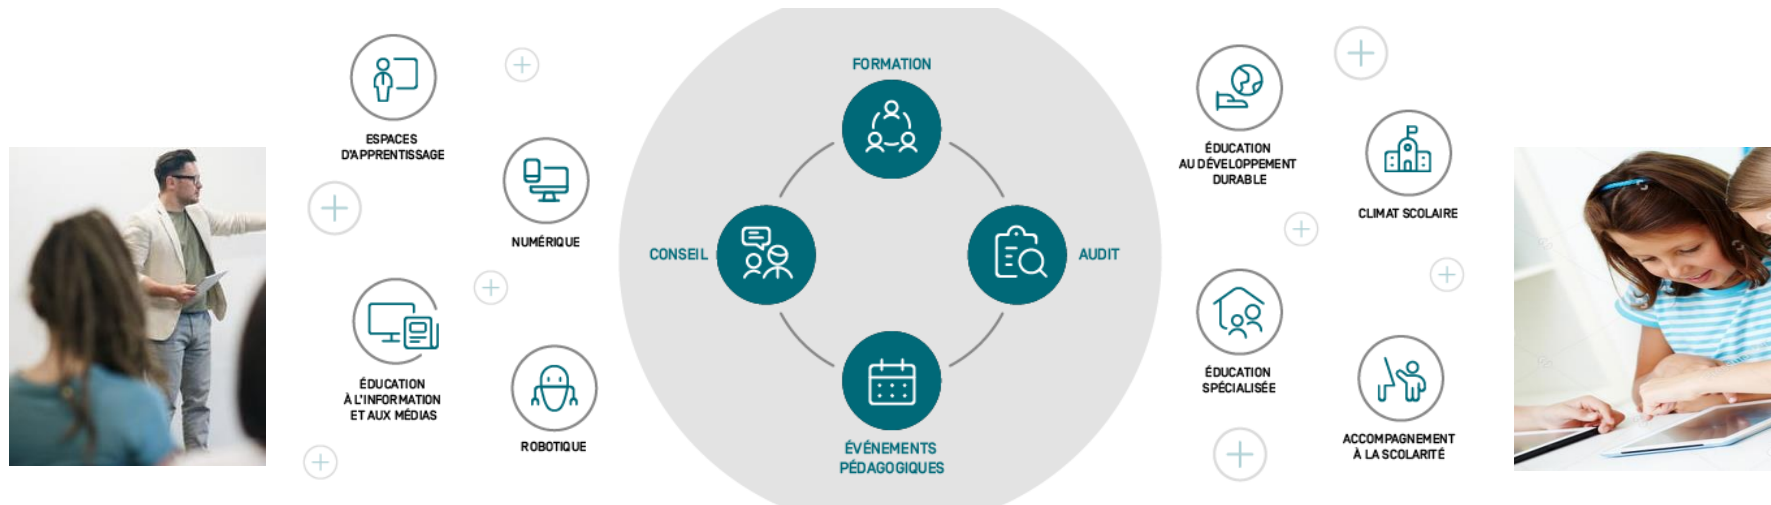 ESPACES
D'APPRENTISSAGE
NUMÉRIQUE
ÉDUCATION
À L'INFORMATION
ET AUX MÉDIAS
ROBOTIQUE
FORMATION
CONSEIL
AUDIT
ÉVÉNEMENTS
PÉDAGOGIQUES
ÉDUCATION
AU DÉVELOPPEMENT
DURABLE
CLIMAT SCOLAIRE
ÉDUCATION
SPÉCIALISÉE
ACCOMPAGNEMENT
À LA SCOLARITÉ